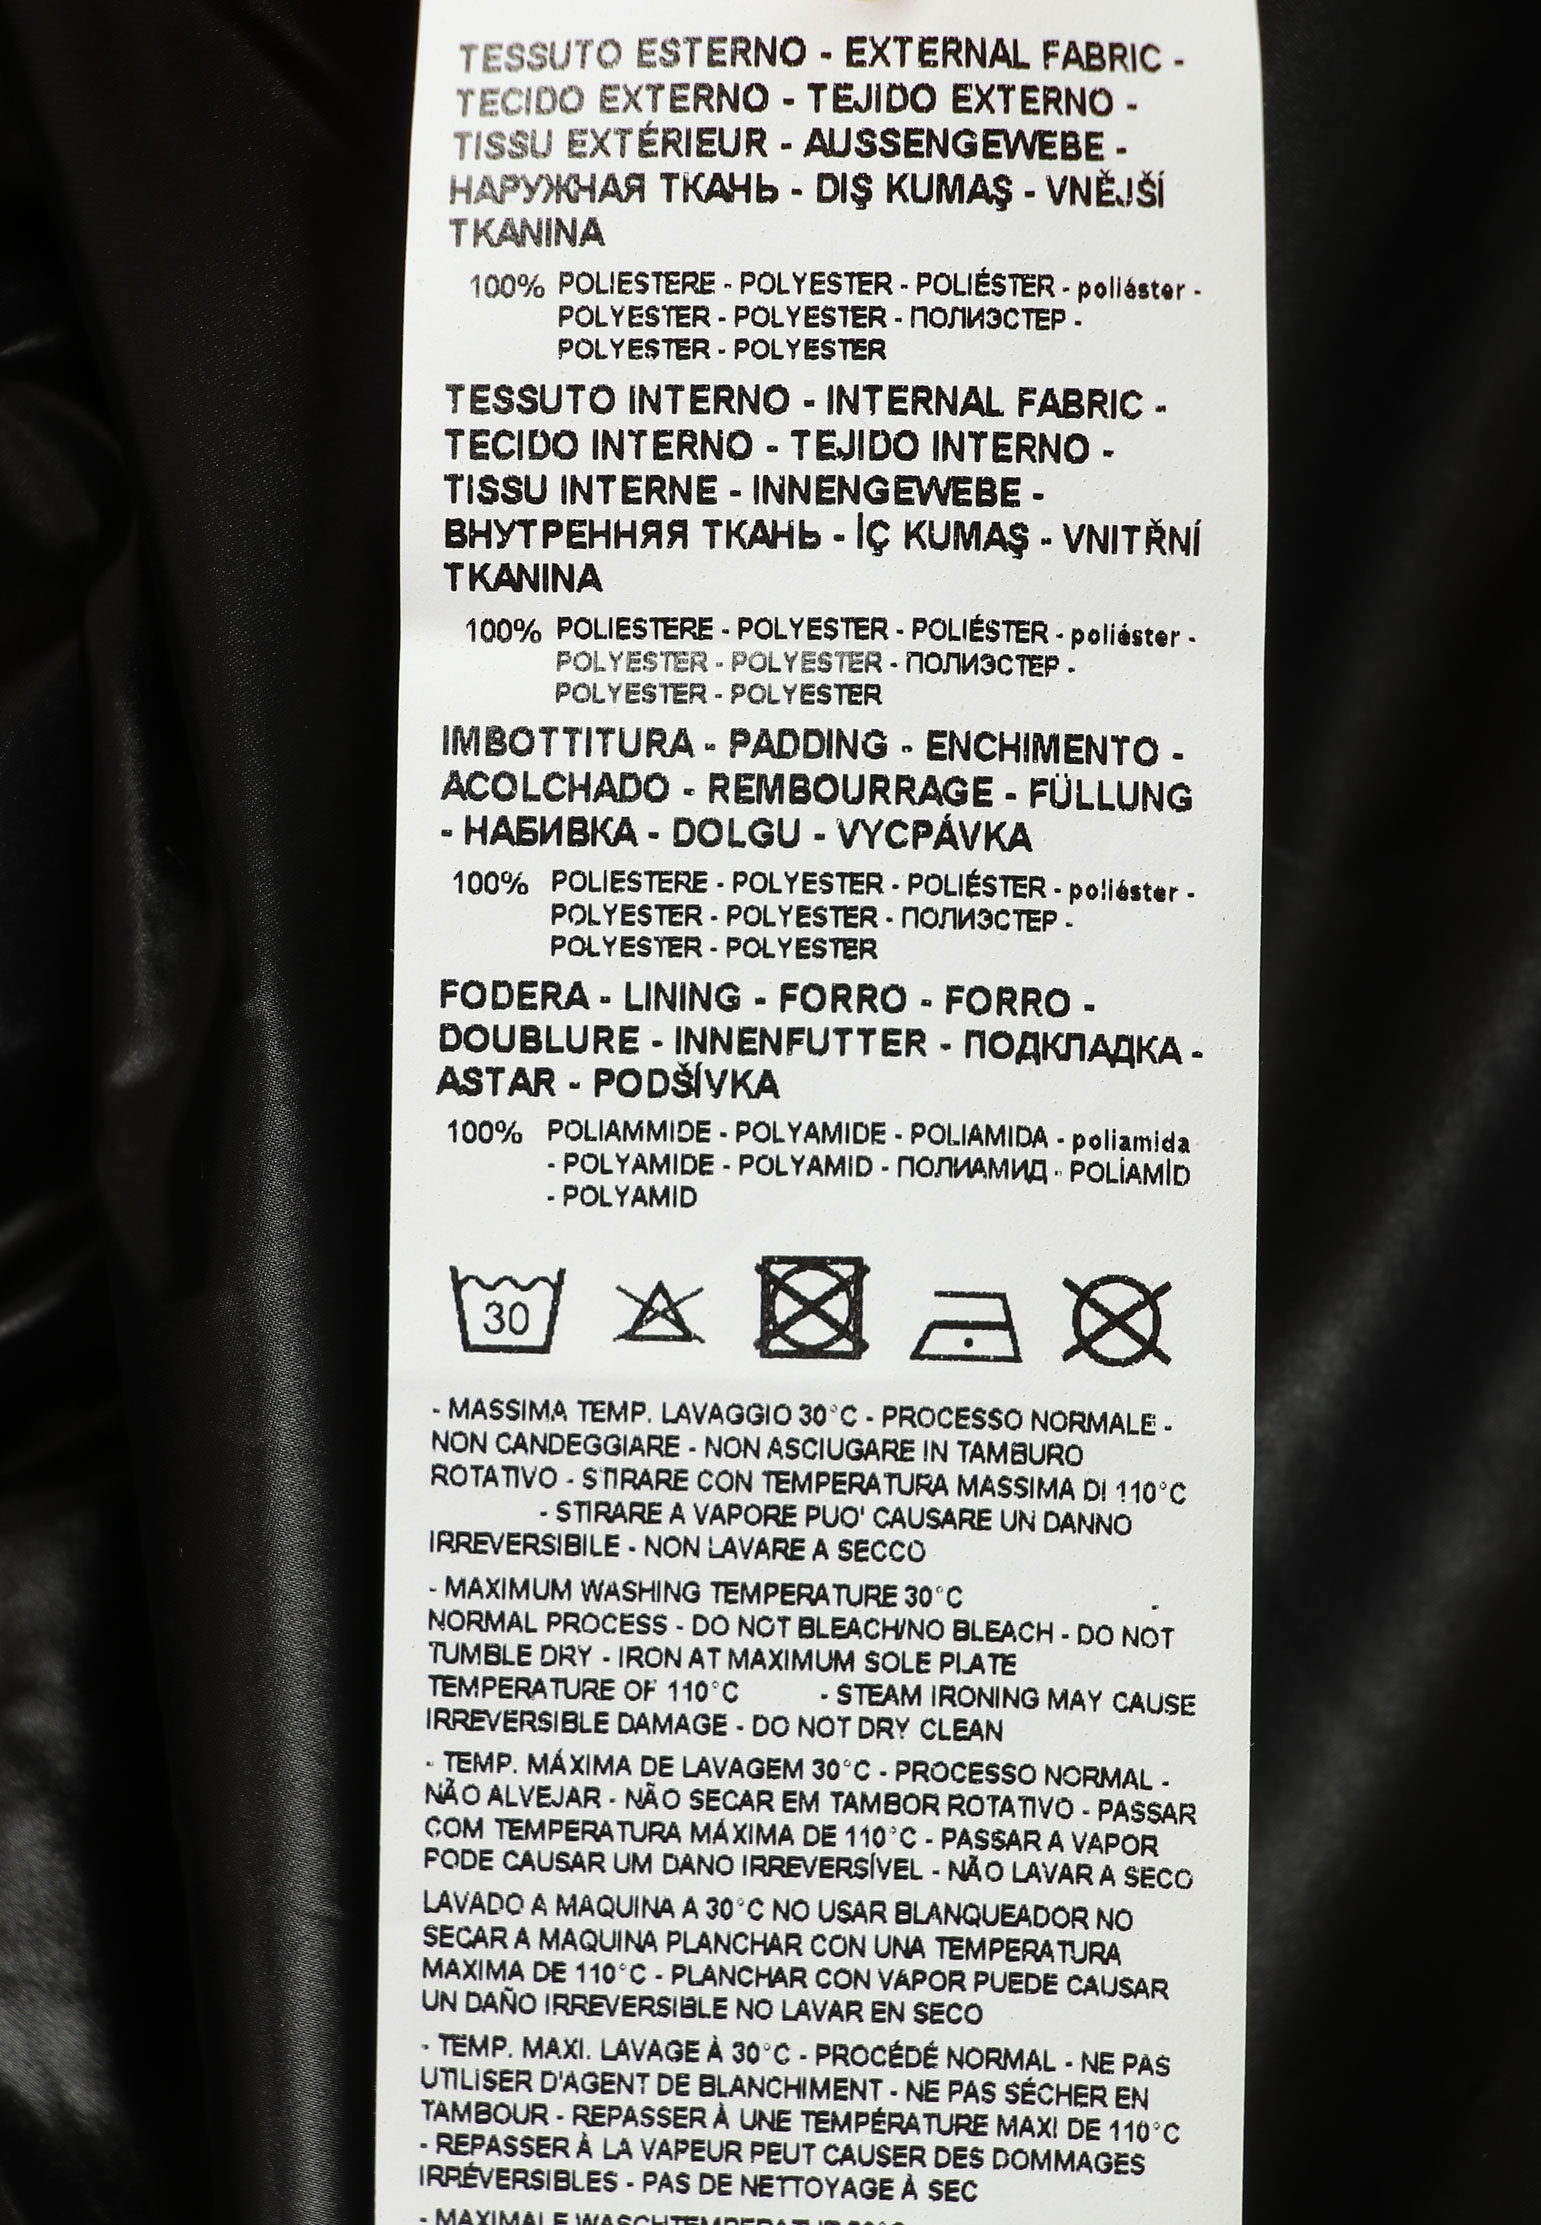 TESSUTO ESTERNO - EXTERNAL FABRIC -
TECIDO EXTERNO - TEJIDO EXTERNO -
TISSU EXTÉRIEUR - AUSSENGEWEBE -
НАРУЖНАЯ ТКАНЬ - DIŞ KUMAŞ - VNĚJŠÍ
TKANINA
100% POLIESTERE - POLYESTER - POLIÉSTER - poliéster -
POLYESTER - POLYESTER - ПОЛИЭСТЕР -
POLYESTER - POLYESTER
TESSUTO INTERNO - INTERNAL FABRIC -
TECIDO INTERNO - TEJIDO INTERNO -
TISSU INTERNE - INNENGEWEBE -
ВНУТРЕННЯЯ ТКАНЬ - İÇ KUMAŞ - VNITŘNÍ
TKANINA
100% POLIESTERE - POLYESTER - POLIÉSTER - poliéster -
POLYESTER - POLYESTER - ПОЛИЭСТЕР -
POLYESTER - POLYESTER
IMBOTTITURA - PADDING - ENCHIMENTO -
ACOLCHADO - REMBOURRAGE - FÜLLUNG
- НАБИВКА - DOLGU - VYCPÁVKA
100% POLIESTERE - POLYESTER - POLIÉSTER - poliéster -
POLYESTER - POLYESTER - ПОЛИЭСТЕР -
POLYESTER - POLYESTER
FODERA - LINING - FORRO - FORRO -
DOUBLURE - INNENFUTTER - ПОДКЛАДКА -
ASTAR - PODŠÍVKA
100% POLIAMMIDE - POLYAMIDE - POLIAMIDA - poliamida
- POLYAMIDE - POLYAMID - ПОЛИАМИД - POLİAMİD
- POLYAMID
30
- MASSIMA TEMP. LAVAGGIO 30°C - PROCESSO NORMALE -
NON CANDEGGIARE - NON ASCIUGARE IN TAMBURO
ROTATIVO - STIRARE CON TEMPERATURA MASSIMA DI 110°C
- STIRARE A VAPORE PUO' CAUSARE UN DANNO
IRREVERSIBILE - NON LAVARE A SECCO
- MAXIMUM WASHING TEMPERATURE 30°C -
NORMAL PROCESS - DO NOT BLEACH/NO BLEACH - DO NOT
TUMBLE DRY - IRON AT MAXIMUM SOLE PLATE
TEMPERATURE OF 110°C - STEAM IRONING MAY CAUSE
IRREVERSIBLE DAMAGE - DO NOT DRY CLEAN
- TEMP. MÁXIMA DE LAVAGEM 30°C - PROCESSO NORMAL -
NÃO ALVEJAR - NÃO SECAR EM TAMBOR ROTATIVO - PASSAR
COM TEMPERATURA MÁXIMA DE 110°C - PASSAR A VAPOR
PODE CAUSAR UM DANO IRREVERSÍVEL - NÃO LAVAR A SECO
LAVADO A MAQUINA A 30°C NO USAR BLANQUEADOR NO
SECAR A MAQUINA PLANCHAR CON UNA TEMPERATURA
MAXIMA DE 110°C - PLANCHAR CON VAPOR PUEDE CAUSAR
UN DAÑO IRREVERSIBLE NO LAVAR EN SECO
- TEMP. MAXI. LAVAGE À 30°C - PROCÉDÉ NORMAL - NE PAS
UTILISER D'AGENT DE BLANCHIMENT - NE PAS SÉCHER EN
TAMBOUR - REPASSER À UNE TEMPÉRATURE MAXI DE 110°C
- REPASSER À LA VAPEUR PEUT CAUSER DES DOMMAGES
IRRÉVERSIBLES - PAS DE NETTOYAGE À SEC
- MAXIMALE WASCHTEMPERATUR